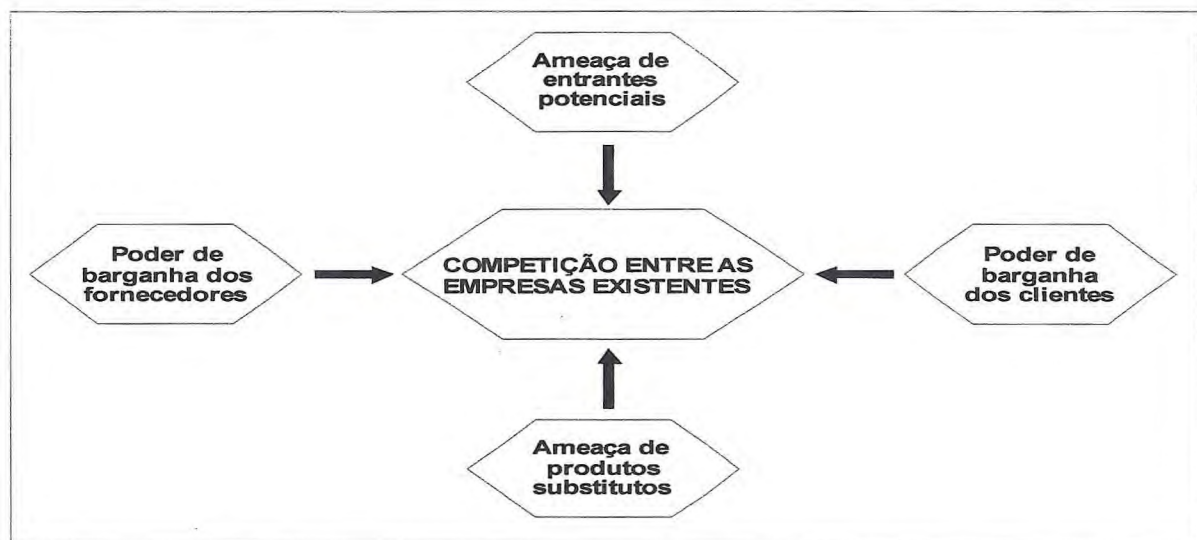 Ameaça de
entrantes
potenciais
Poder de
barganha dos
fornecedores
COMPETIÇÃO ENTRE AS
EMPRESAS EXISTENTES
Poder de
barganha
dos clientes
Ameaça de
produtos
substitutos